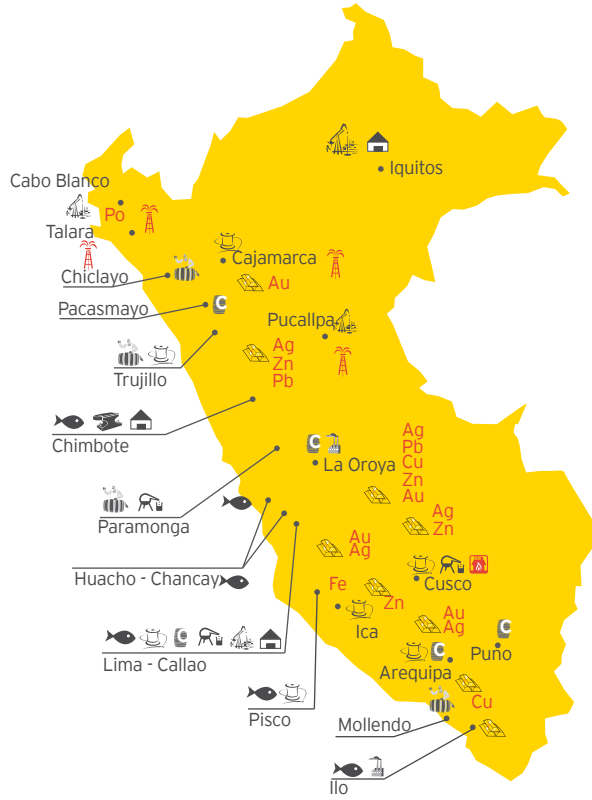 Iquitos
Cabo Blanco
Po
Talara
Cajamarca
Chiclayo
Au
Pacasmayo
C
Pucallpa
Ag
Zn
Pb
Trujillo
Chimbote
Ag
Pb
Cu
Zn
Au
C
La Oroya
Ag
Zn
Paramonga
Au
Ag
Huacho - Chancay
Fe
Cusco
Zn
Au
Ag
Ica
C
Lima - Callao
C
Puno
C
Arequipa
Pisco
Cu
Mollendo
Ilo